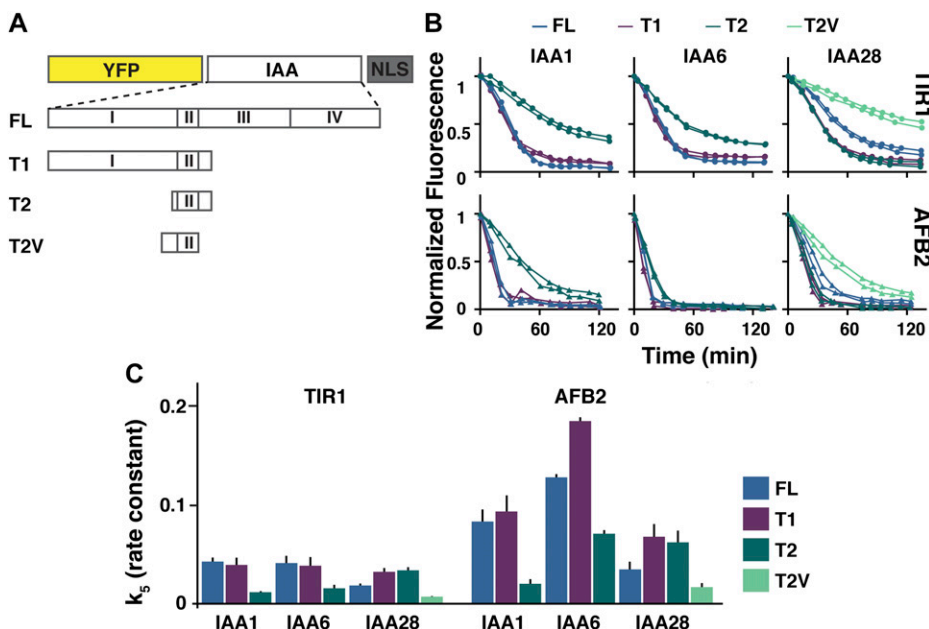 A
YFP
IAA
NLS
FL
I
II
III
IV
T1
I
II
T2
II
T2V
II
B
FL
T1
T2
T2V
IAA1
IAA6
IAA28
Normalized Fluorescence
1
0.5
0
1
0.5
0
TIR1
AFB2
0 60 120
0 60 120
0 60 120
Time (min)
C
TIR1
AFB2
k5 (rate constant)
0.2
0.1
0
IAA1 IAA6 IAA28
IAA1 IAA6 IAA28
FL
T1
T2
T2V